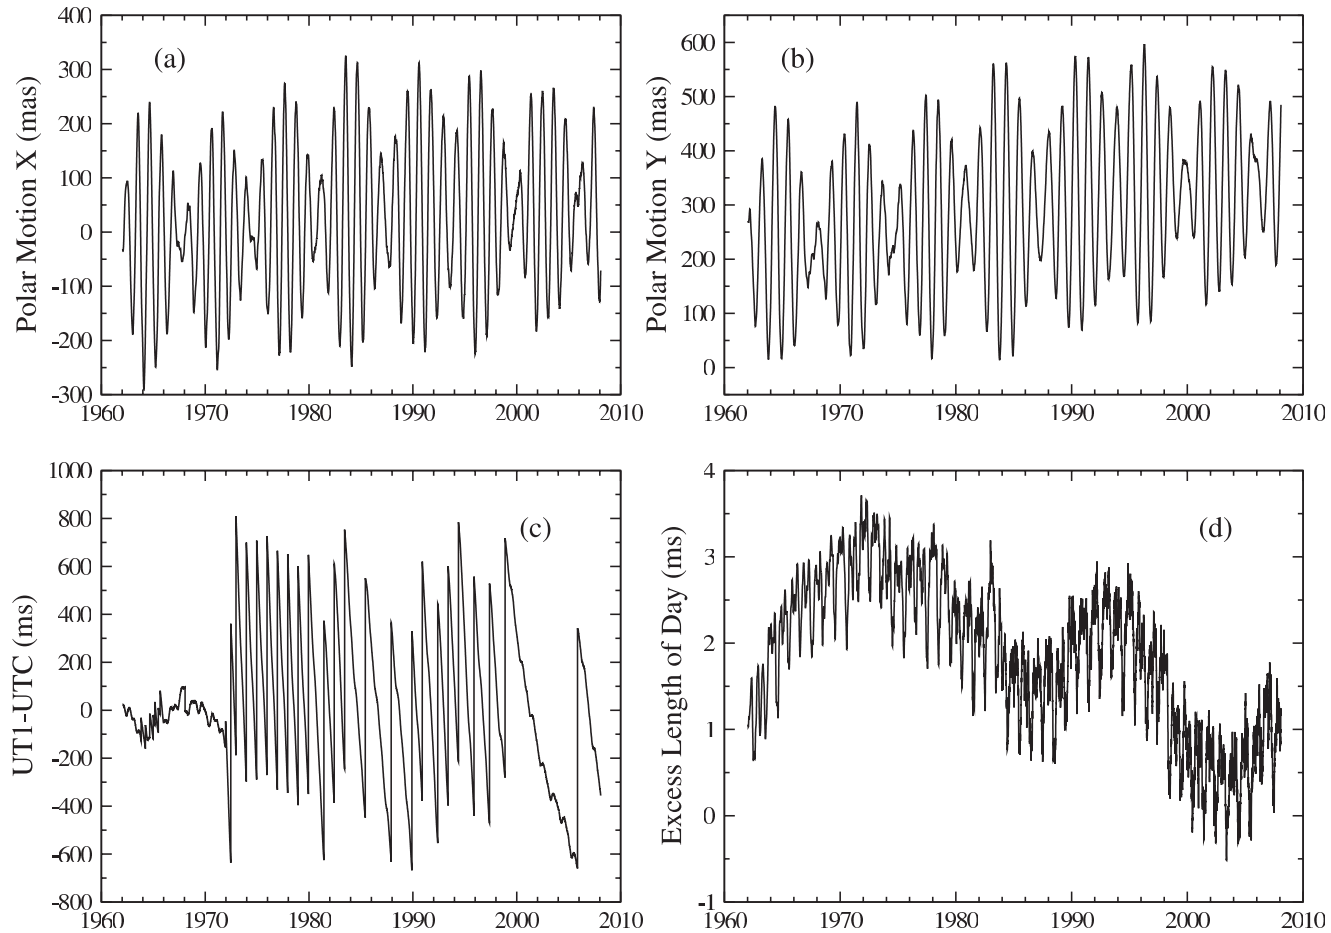 400
300
200
100
0
-100
-200
-300
Polar Motion X (mas)
(a)
1960 1970 1980 1990 2000 2010
600
500
400
300
200
100
0
Polar Motion Y (mas)
(b)
1960 1970 1980 1990 2000 2010
1000
800
600
400
200
0
-200
-400
-600
-800
UT1-UTC (ms)
(c)
1960 1970 1980 1990 2000 2010
4
3
2
1
0
-1
Excess Length of Day (ms)
(d)
1960 1970 1980 1990 2000 2010